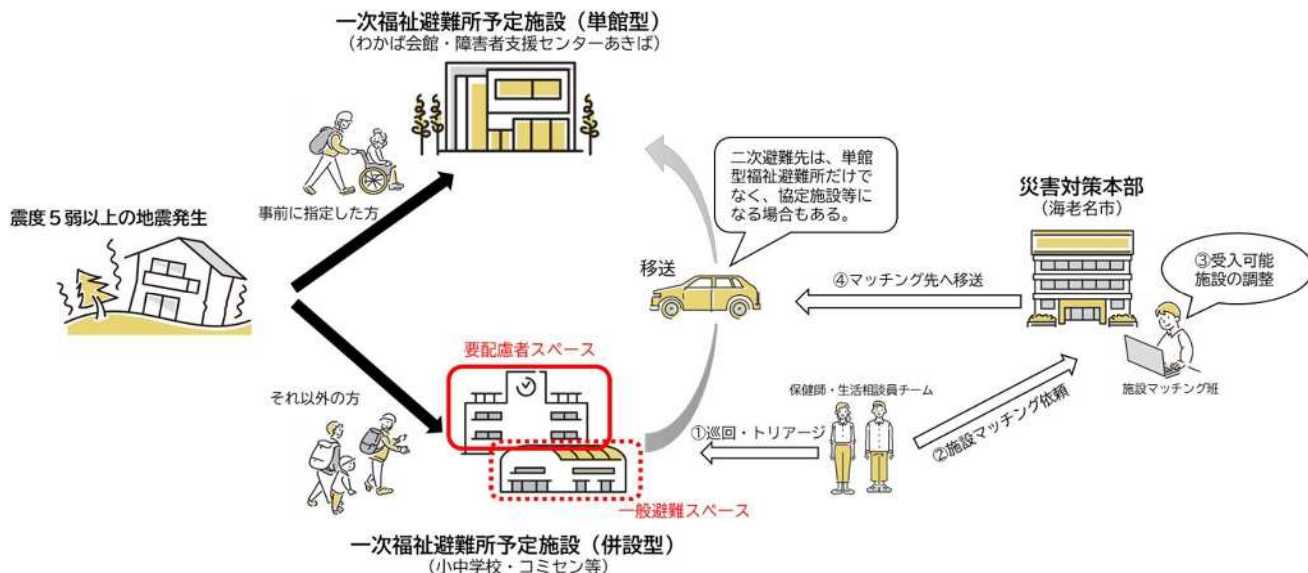 一次福祉避難所予定施設（単館型）
（わかば会館・障害者支援センターあきば）
事前に指定した方
震度５弱以上の地震発生
二次避難先は、単館
型福祉避難所だけで
なく、協定施設等に
なる場合もある。
災害対策本部
（海老名市）
③受入可能
施設の調整
移送
④マッチング先へ移送
施設マッチング班
要配慮者スペース
それ以外の方
保健師・生活相談員チーム
①巡回・トリアージ
②施設マッチング依頼
一般避難スペース
一次福祉避難所予定施設（併設型）
（小中学校・コミセン等）